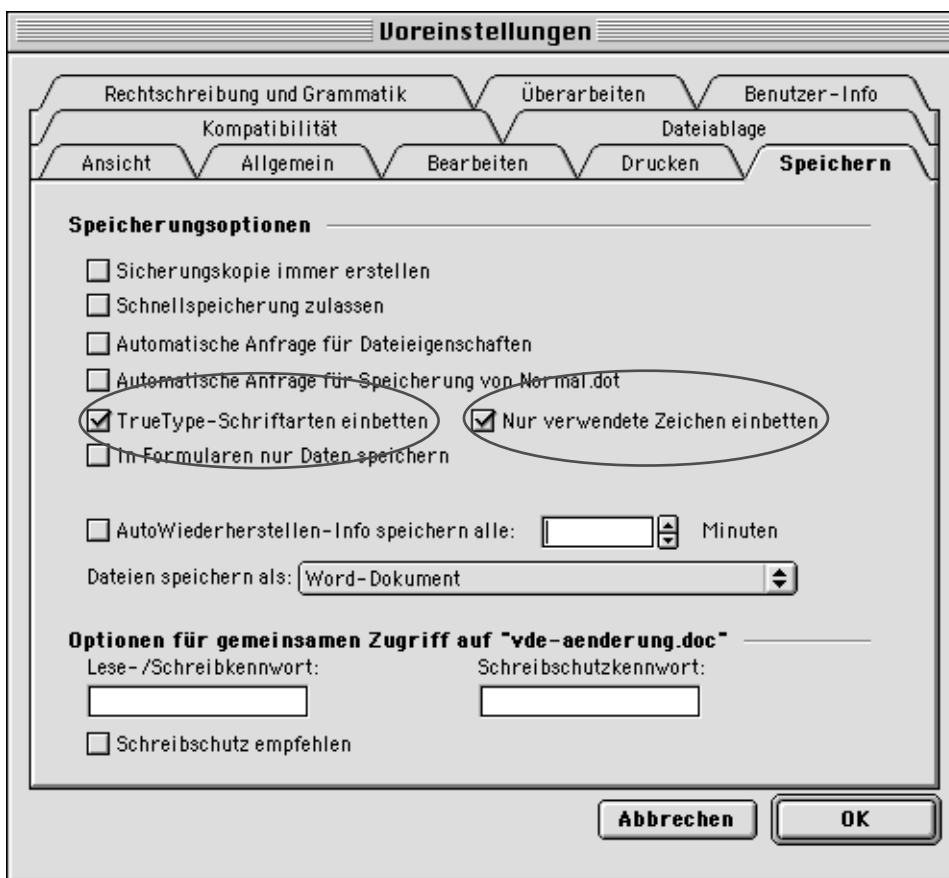 Voreinstellungen
Rechtschreibung und Grammatik Überarbeiten Benutzer-Info
Kompatibilität Dateiablage
Ansicht Allgemein Bearbeiten Drucken Speichern
Speicherungsoptionen
Sicherungskopie immer erstellen
Schnellspeicherung zulassen
Automatische Anfrage für Dateieigenschaften
Automatische Anfrage für Speicherung von Normal.dot
TrueType-Schriftarten einbetten Nur verwendete Zeichen einbetten
In Formularen nur Daten speichern
AutoWiederherstellen-Info speichern alle: Minuten
Dateien speichern als: Word-Dokument
Optionen für gemeinsamen Zugriff auf "vde-aenderung.doc"
Lese-/Schreibkennwort: Schreibschutzkennwort:
Schreibschutz empfehlen
Abbrechen OK